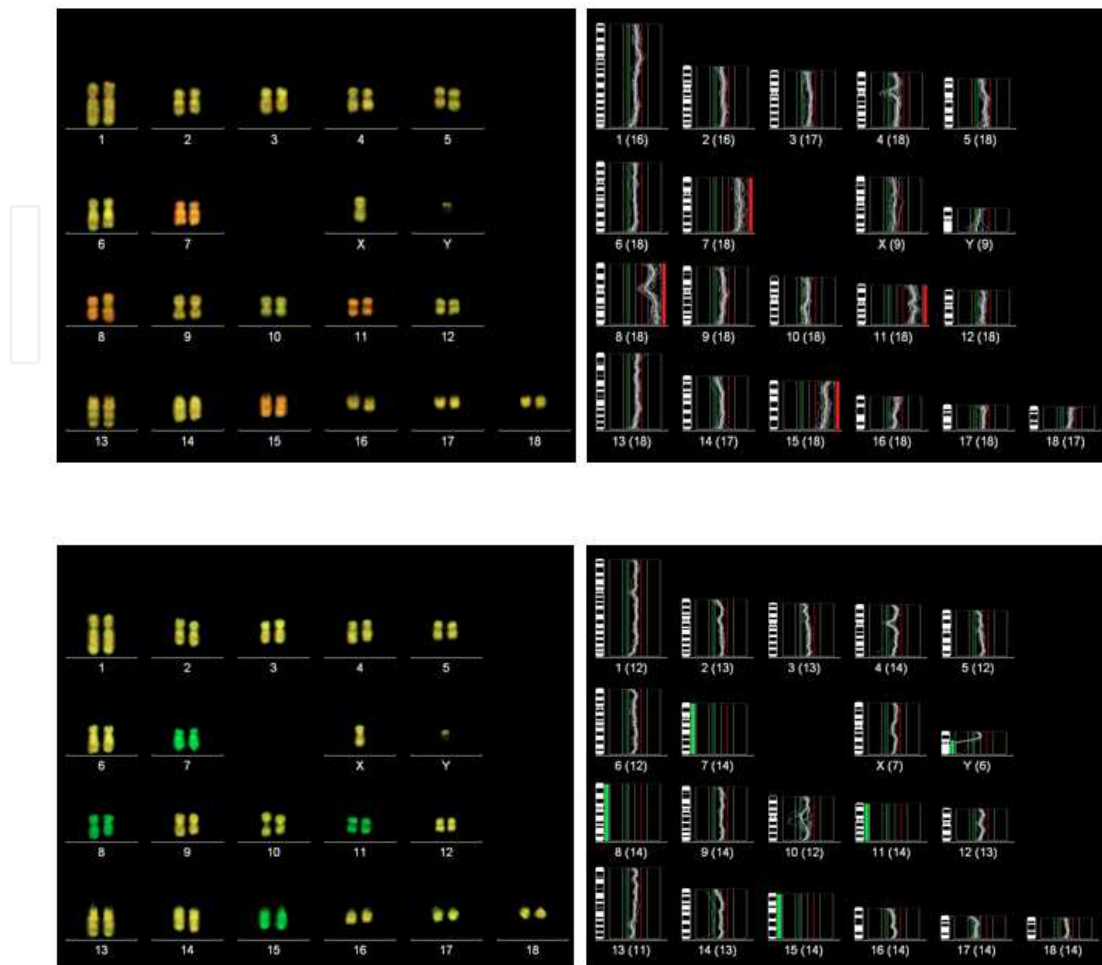 1 2 3 4 5
6 7 X Y
8 9 10 11 12
13 14 15 16 17 18
1 (16) 2 (16) 3 (17) 4 (18) 5 (18)
6 (18) 7 (18) X (9) Y (9)
8 (18) 9 (18) 10 (18) 11 (18) 12 (18)
13 (18) 14 (17) 15 (18) 16 (18) 17 (18) 18 (17)
1 2 3 4 5
6 7 X Y
8 9 10 11 12
13 14 15 16 17 18
1 (12) 2 (13) 3 (13) 4 (14) 5 (12)
6 (12) 7 (14) X (7) Y (6)
8 (14) 9 (14) 10 (12) 11 (14) 12 (13)
13 (11) 14 (13) 15 (14) 16 (14) 17 (14) 18 (14)